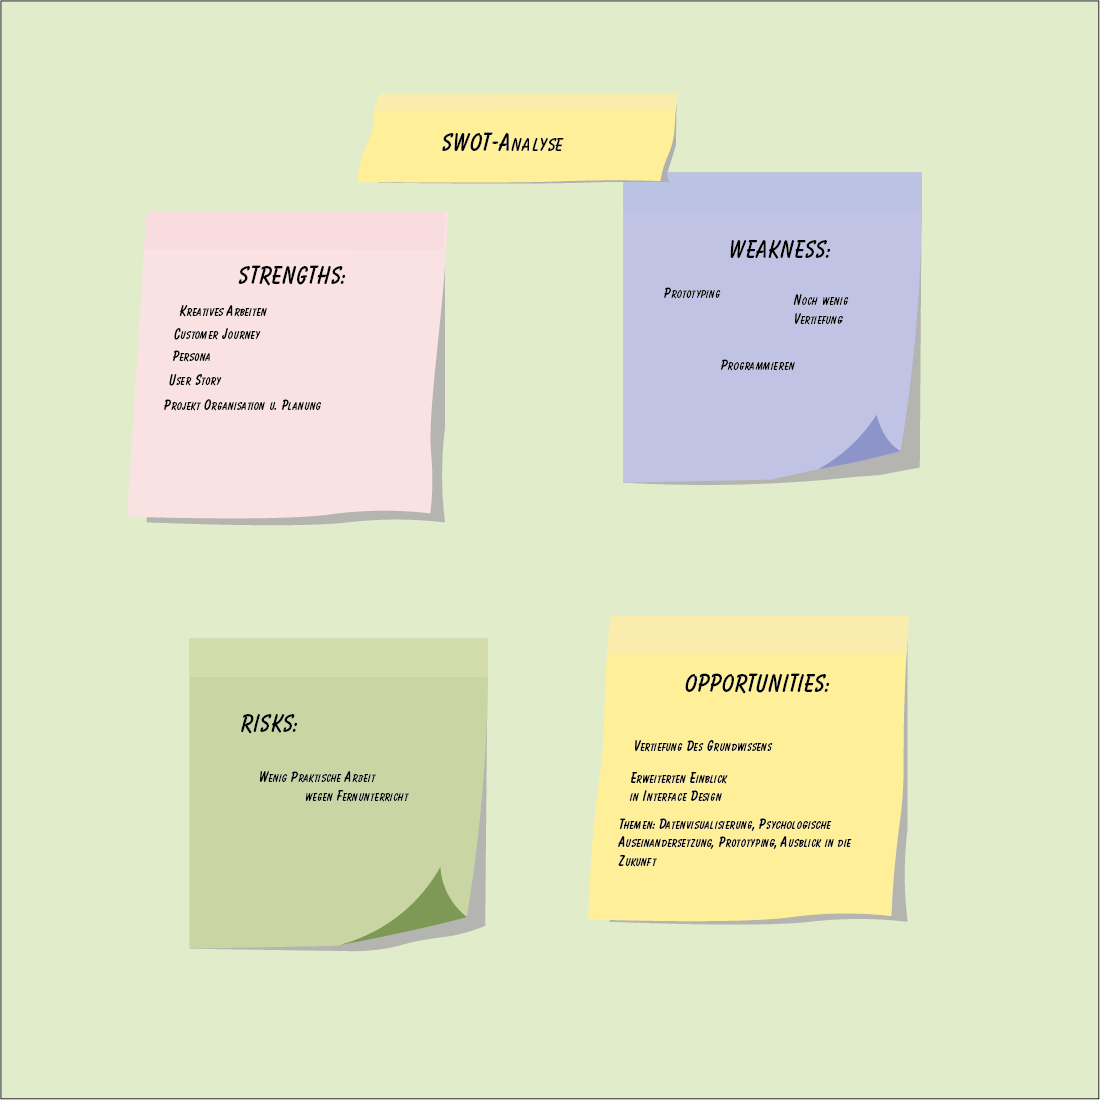 SWOT-Analyse
STRENGTHS:
Kreatives Arbeiten
Customer Journey
Persona
User Story
Projekt Organisation u. Planung
WEAKNESS:
Prototyping
Noch wenig
Vertiefung
Programmieren
RISKS:
Wenig Praktische Arbeit
wegen Fernunterricht
OPPORTUNITIES:
Vertiefung Des Grundwissens
Erweiterten Einblick
in Interface Design
Themen: Datenvisualisierung, Psychologische
Auseinandersetzung, Prototyping, Ausblick in die
Zukunft